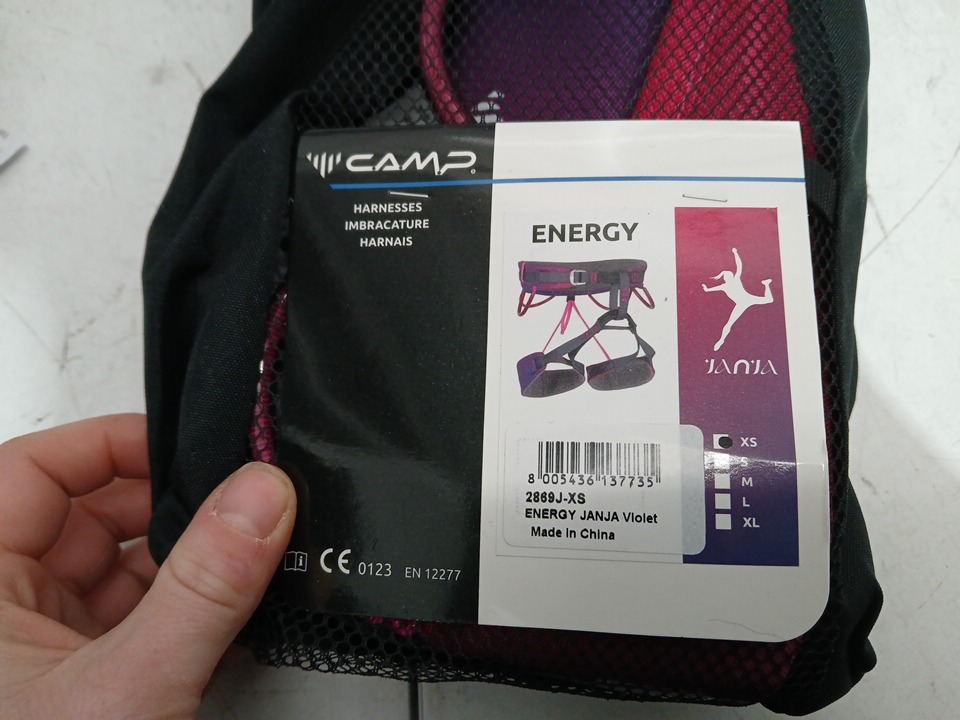 CAMP
HARNESSES
IMBRACATURE
HARNAIS
0123 EN 12277
ENERGY
JANJA
XS
S
M
L
XL
8 005436 137735
2869J-XS
ENERGY JANJA Violet
Made in China